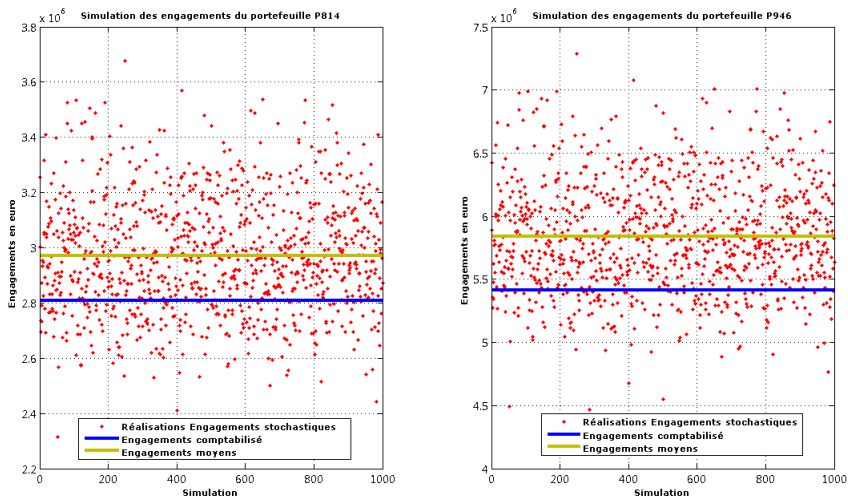 Simulation des engagements du portefeuille P814
x 10^6
3.8
3.6
3.4
3.2
3
2.8
2.6
2.4
2.2
Engagements en euro
0
200
400
600
800
1000
Simulation
Réalisations Engagements stochastiques
Engagements comptabilisé
Engagements moyens
Simulation des engagements du portefeuille P946
x 10^6
7.5
7
6.5
6
5.5
5
4.5
4
Engagements en euro
0
200
400
600
800
1000
Simulation
Réalisations Engagements stochastiques
Engagements comptabilisé
Engagements moyens